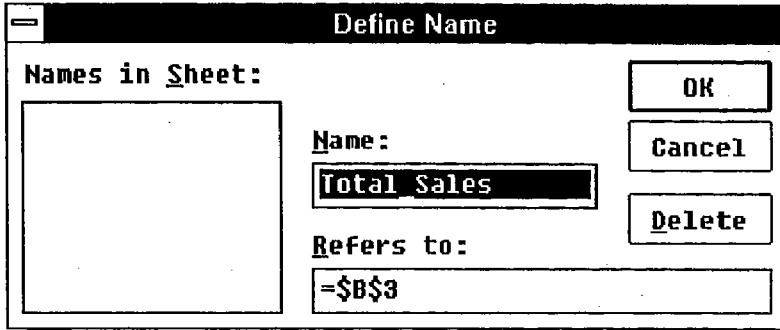 Define Name
Names in Sheet:
OK
Name:
Cancel
Total_Sales
Delete
Refers to:
=$B$3